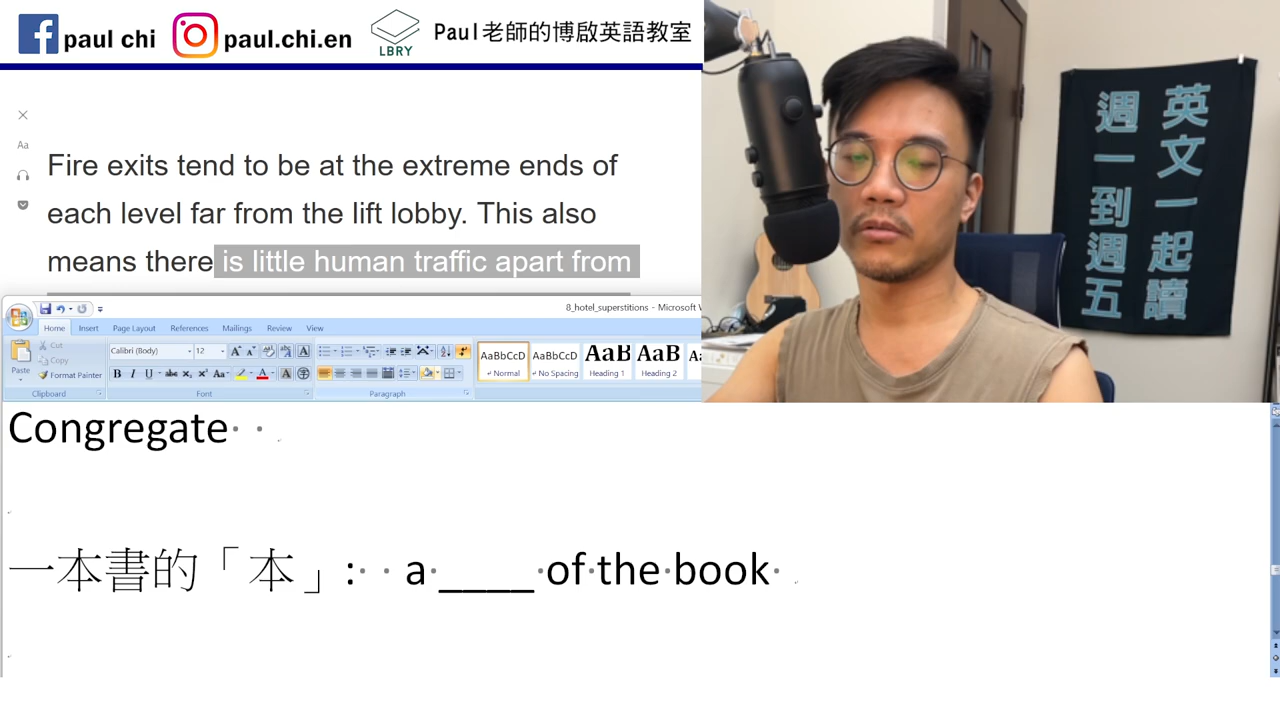 paul chi
paul.chi.en
LBRY
Paul老師的博啟英語教室
Aa
Fire exits tend to be at the extreme ends of
each level far from the lift lobby. This also
means there is little human traffic apart from
英文一起讀
週一到週五
8_hotel_superstitions - Microsoft W
Home Insert Page Layout References Mailings Review View
Paste
Cut
Copy
Format Painter
Clipboard
Calibri (Body) 12
Font
Paragraph
AaBbCcD AaBbCcD AaBb AaB
Normal No Spacing Heading 1 Heading 2
Congregate
一本書的「本」: a ____ of the book